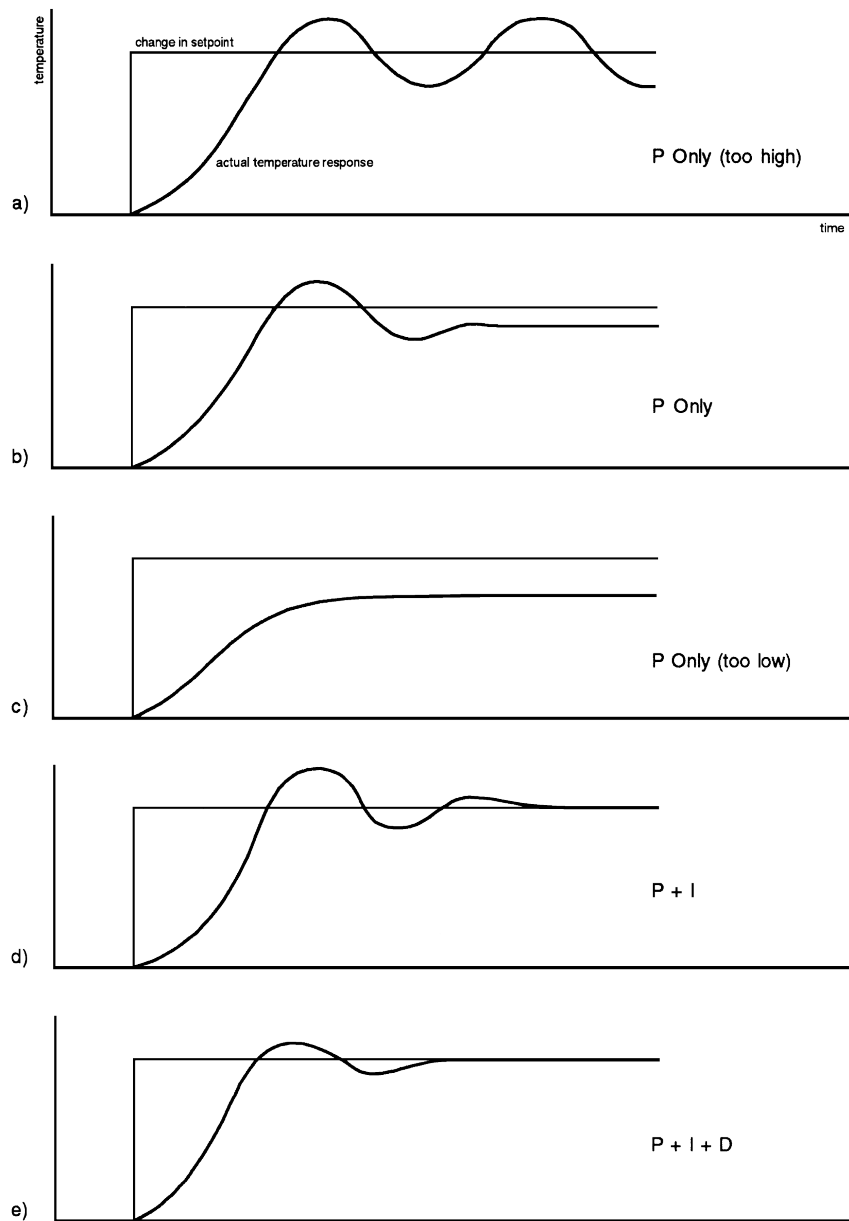 temperature
change in setpoint
actual temperature response
P Only (too high)
a)
time
P Only
b)
P Only (too low)
c)
P + I
d)
P + I + D
e)